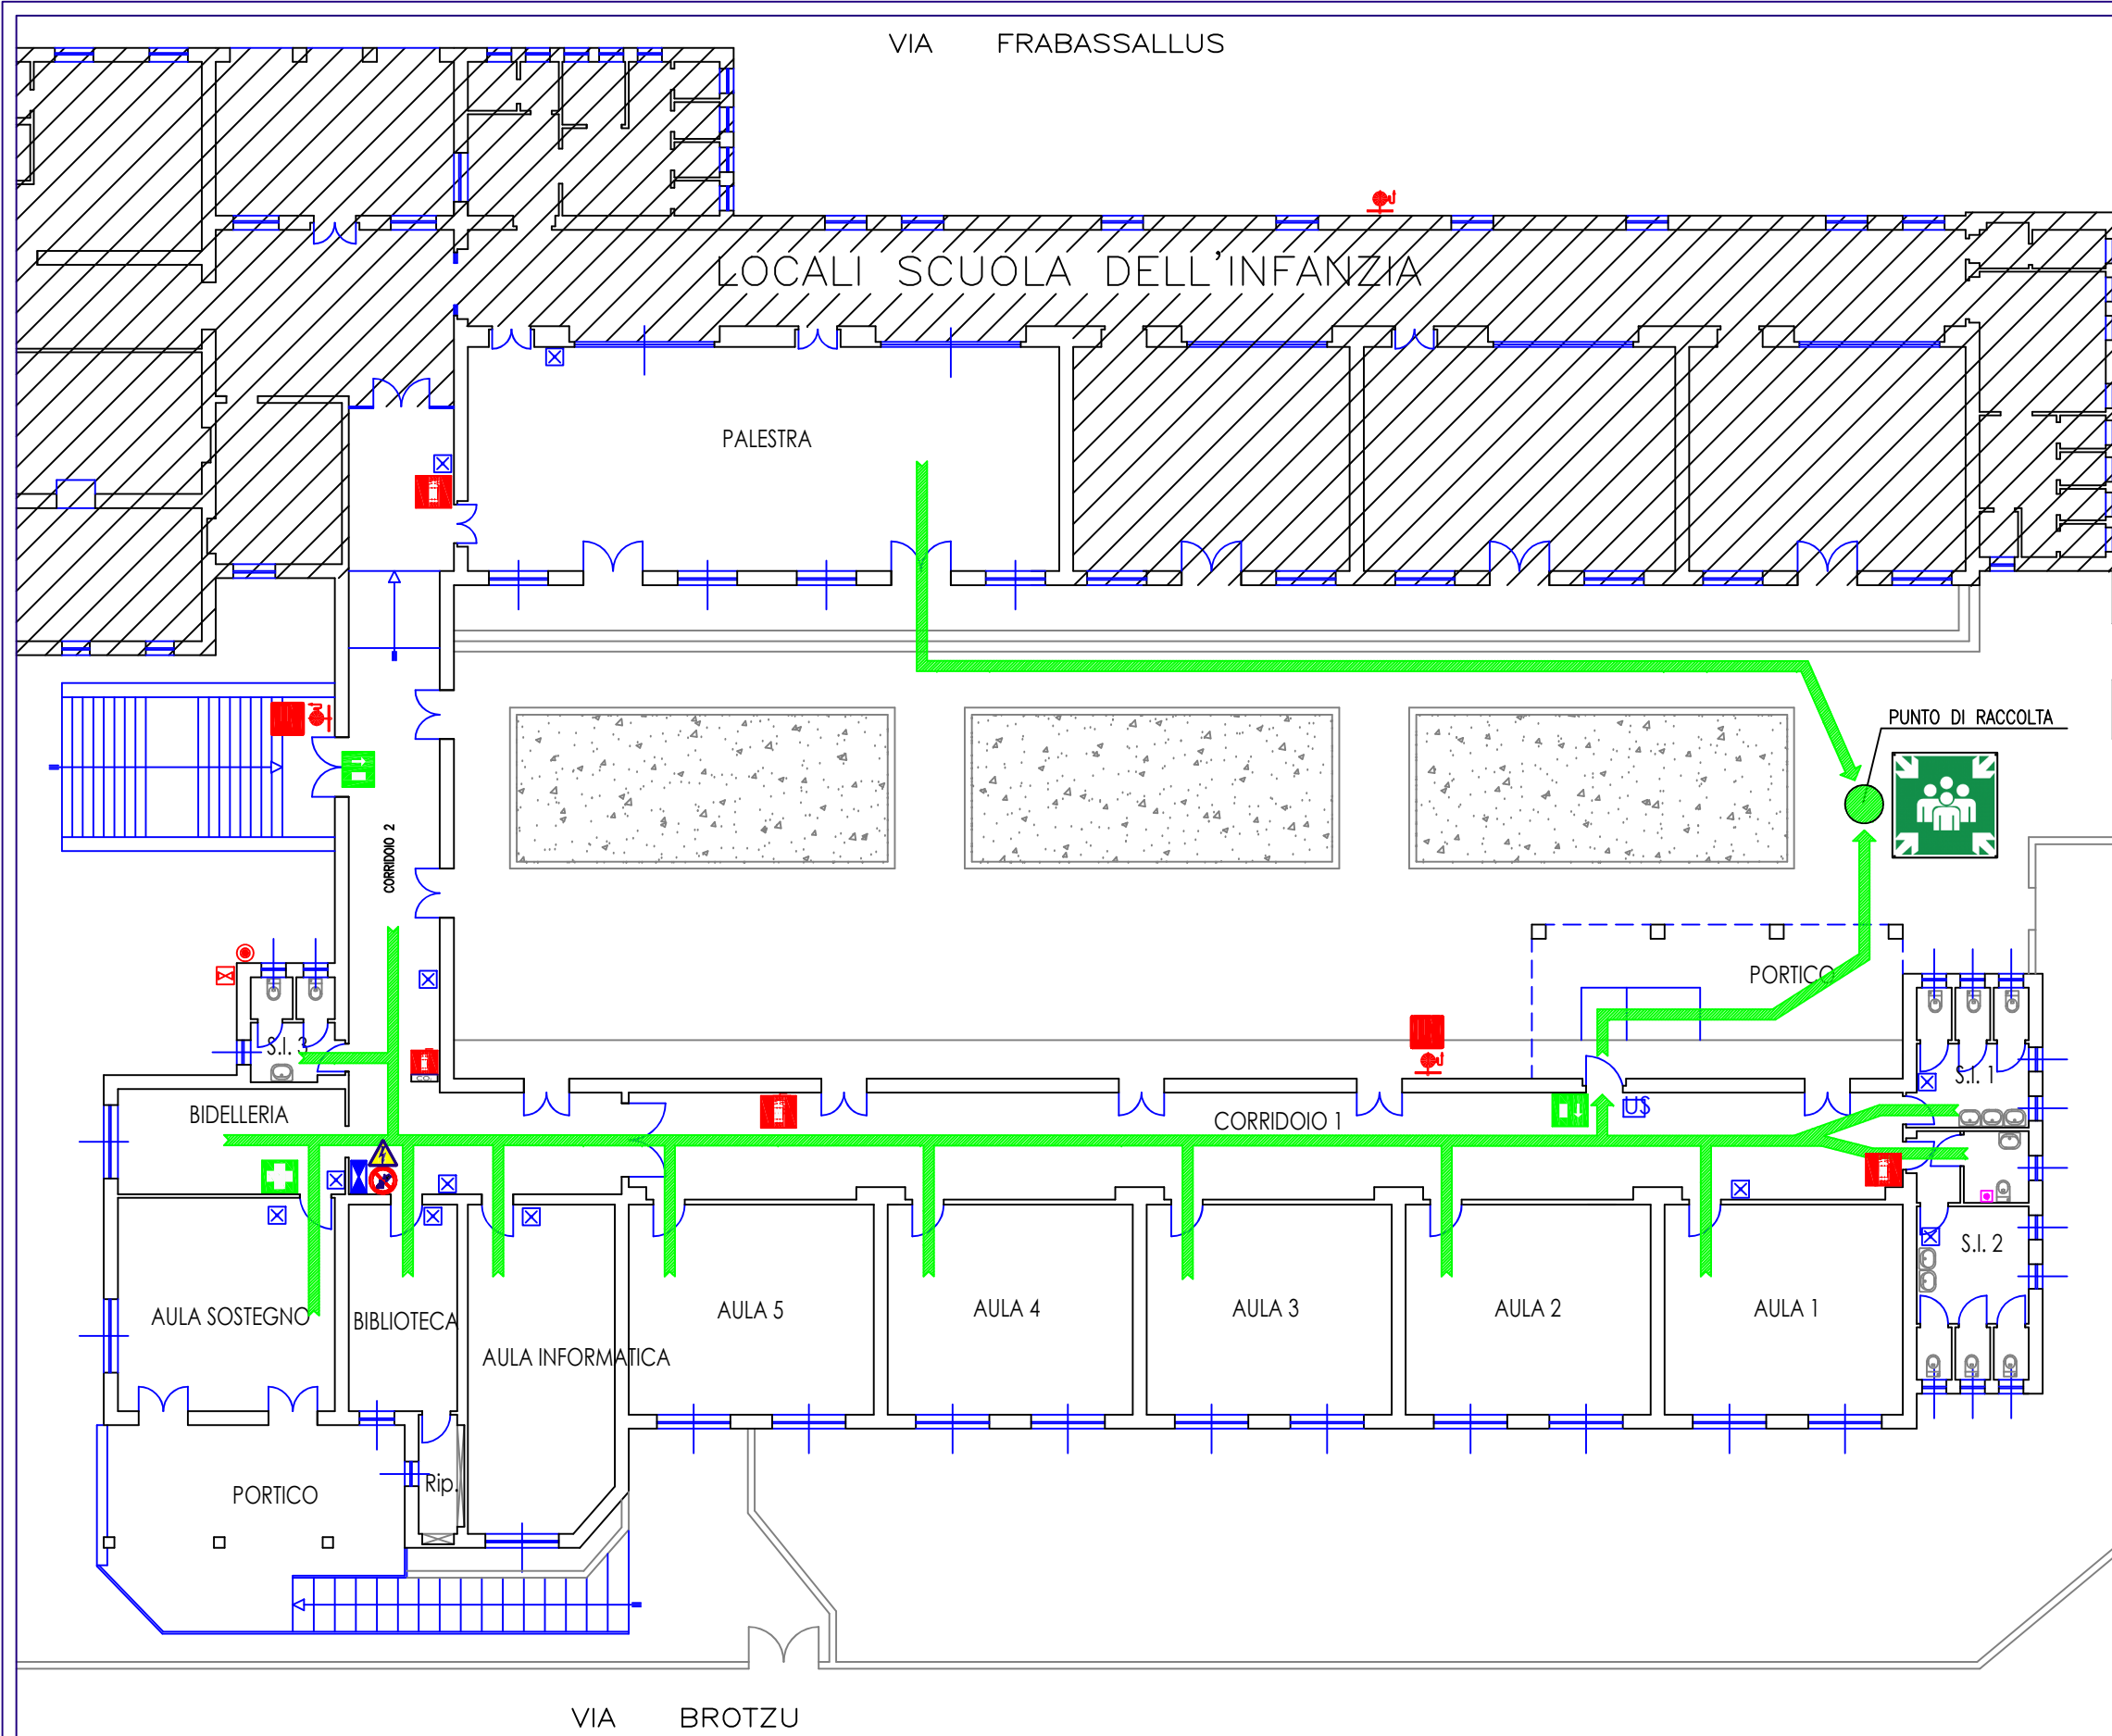 VIA FRABASSALLUS
LOCALI SCUOLA DELL'INFANZIA
PALESTRA
PUNTO DI RACCOLTA
CORRIDOIO 2
PORTICO
S.I. 3
S.I. 1
BIDELLERIA
CORRIDOIO 1
US
S.I. 2
AULA SOSTEGNO
BIBLIOTECA
AULA INFORMATICA
AULA 5
AULA 4
AULA 3
AULA 2
AULA 1
PORTICO
Rip.
VIA BROTZU